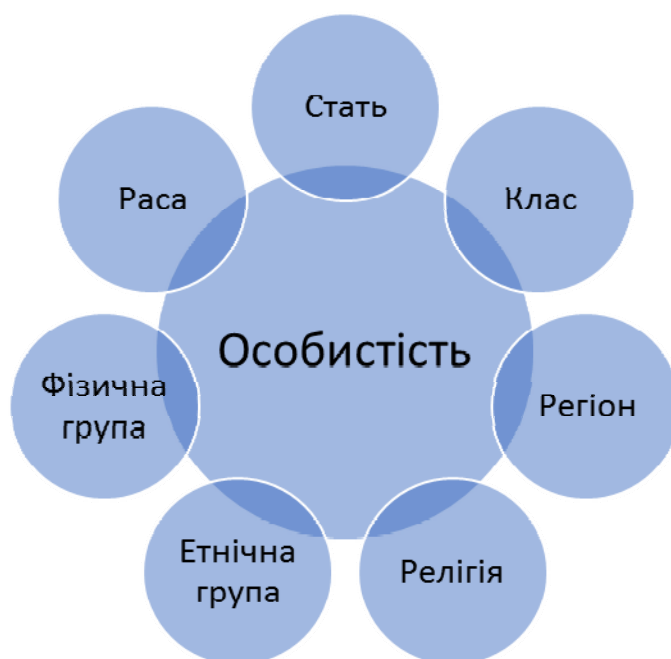 Стать
Раса
Клас
Особистість
Фізична
група
Регіон
Етнічна
група
Релігія